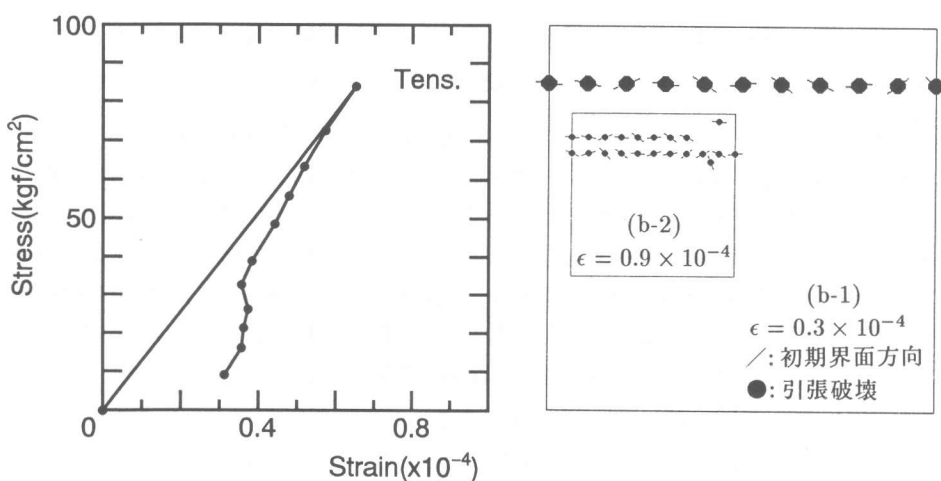 100
50
0
0.4
0.8
Stress(kgf/cm²)
Strain(x10⁻⁴)
Tens.
(b-2)
ϵ = 0.9 × 10⁻⁴
(b-1)
ϵ = 0.3 × 10⁻⁴
/: 初期界面方向
●: 引張破壊